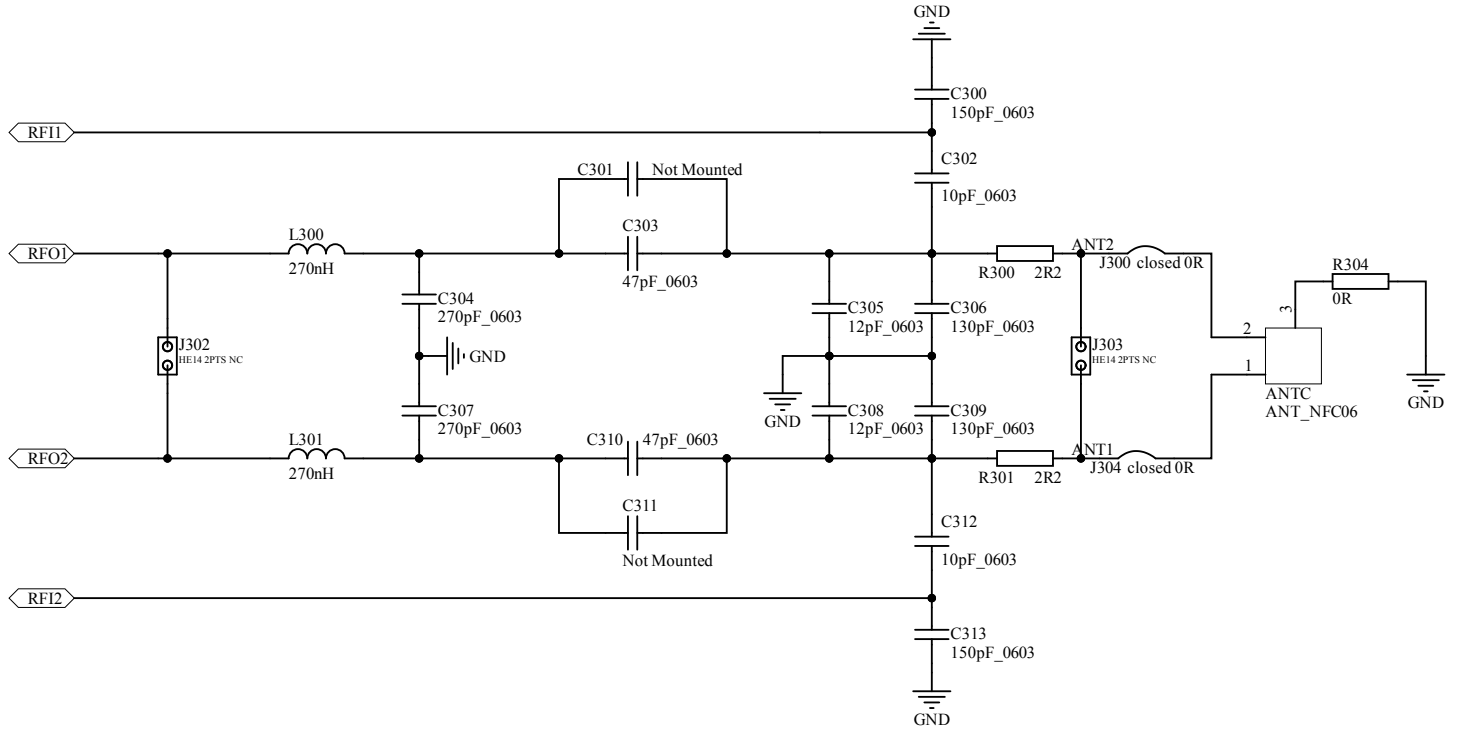 GND
C300
150pF_0603
RFI1
C302
10pF_0603
C301 Not Mounted
C303
47pF_0603
RFO1
L300
270nH
R300 2R2
ANT2
J300 closed 0R
R304
0R
C304
270pF_0603
C305
12pF_0603
C306
130pF_0603
J302
HE14 2PTS NC
GND
J303
HE14 2PTS NC
3
2
1
ANTC
ANT_NFC06
GND
GND
C307
270pF_0603
C308
12pF_0603
C309
130pF_0603
RFO2
L301
270nH
C310 47pF_0603
R301 2R2
ANT1
J304 closed 0R
C311
Not Mounted
C312
10pF_0603
RFI2
C313
150pF_0603
GND